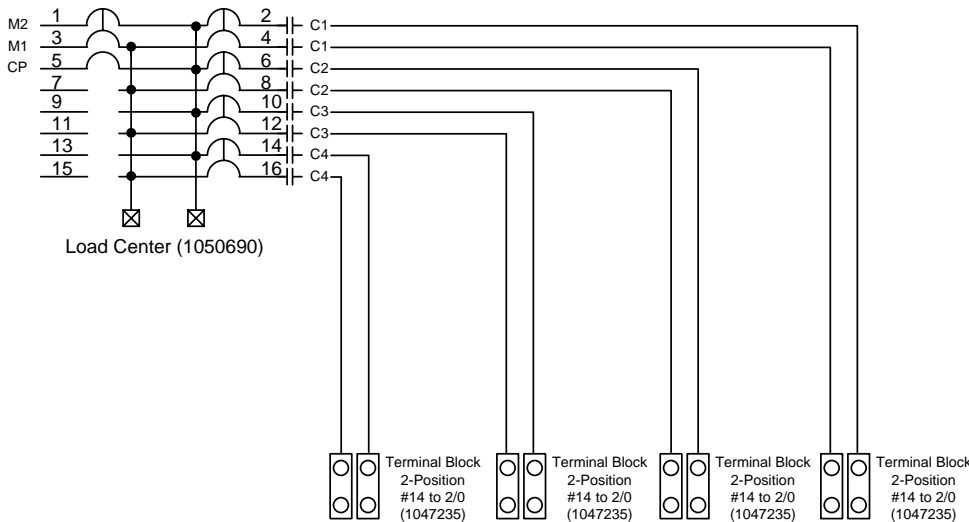 M2 1 2 C1
M1 3 4 C1
CP 5 6 C2
7 8 C2
9 10 C3
11 12 C3
13 14 C4
15 16 C4
Load Center (1050690)
Terminal Block
2-Position
#14 to 2/0
(1047235)
Terminal Block
2-Position
#14 to 2/0
(1047235)
Terminal Block
2-Position
#14 to 2/0
(1047235)
Terminal Block
2-Position
#14 to 2/0
(1047235)